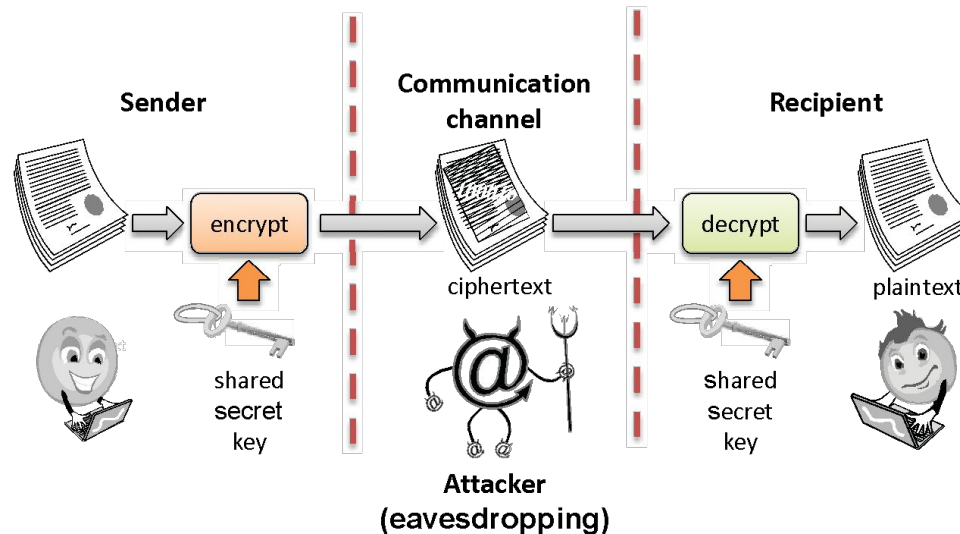 Sender
Communication
channel
Recipient
encrypt
decrypt
ciphertext
plaintext
shared
secret
key
@
shared
secret
key
Attacker
(eavesdropping)